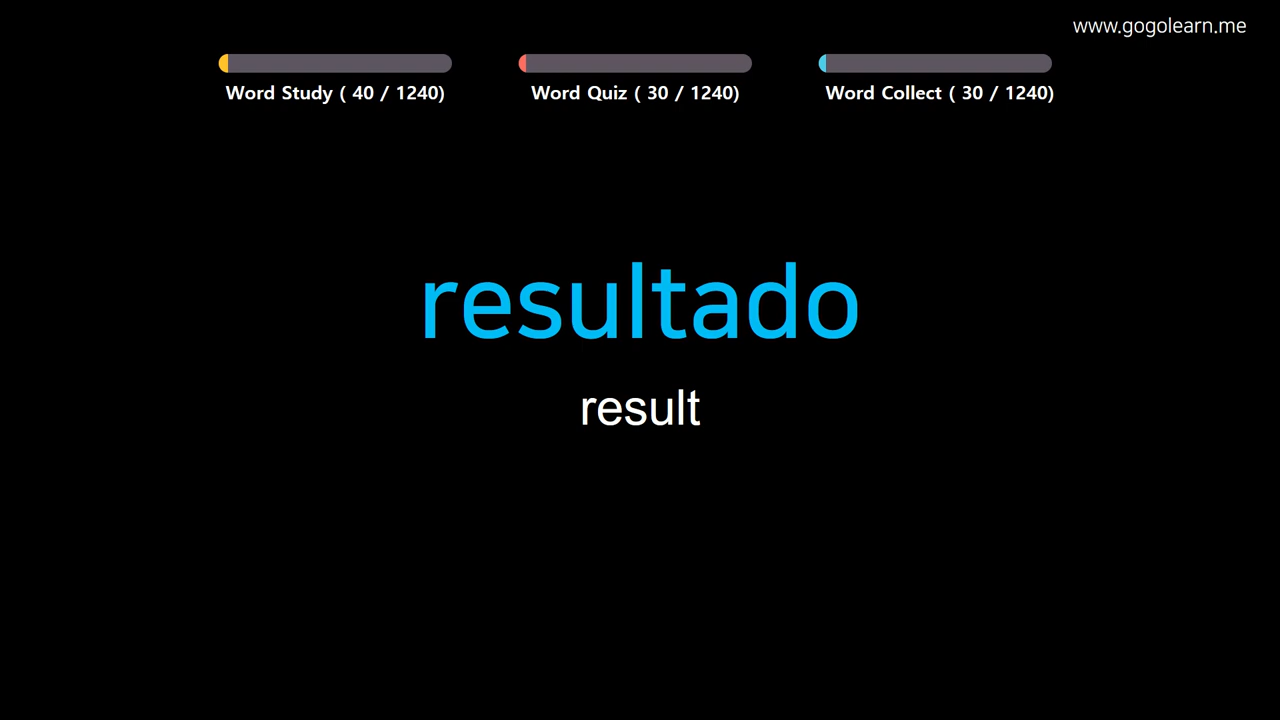 www.gogolearn.me
Word Study ( 40 / 1240)
Word Quiz ( 30 / 1240)
Word Collect ( 30 / 1240)
resultado
result